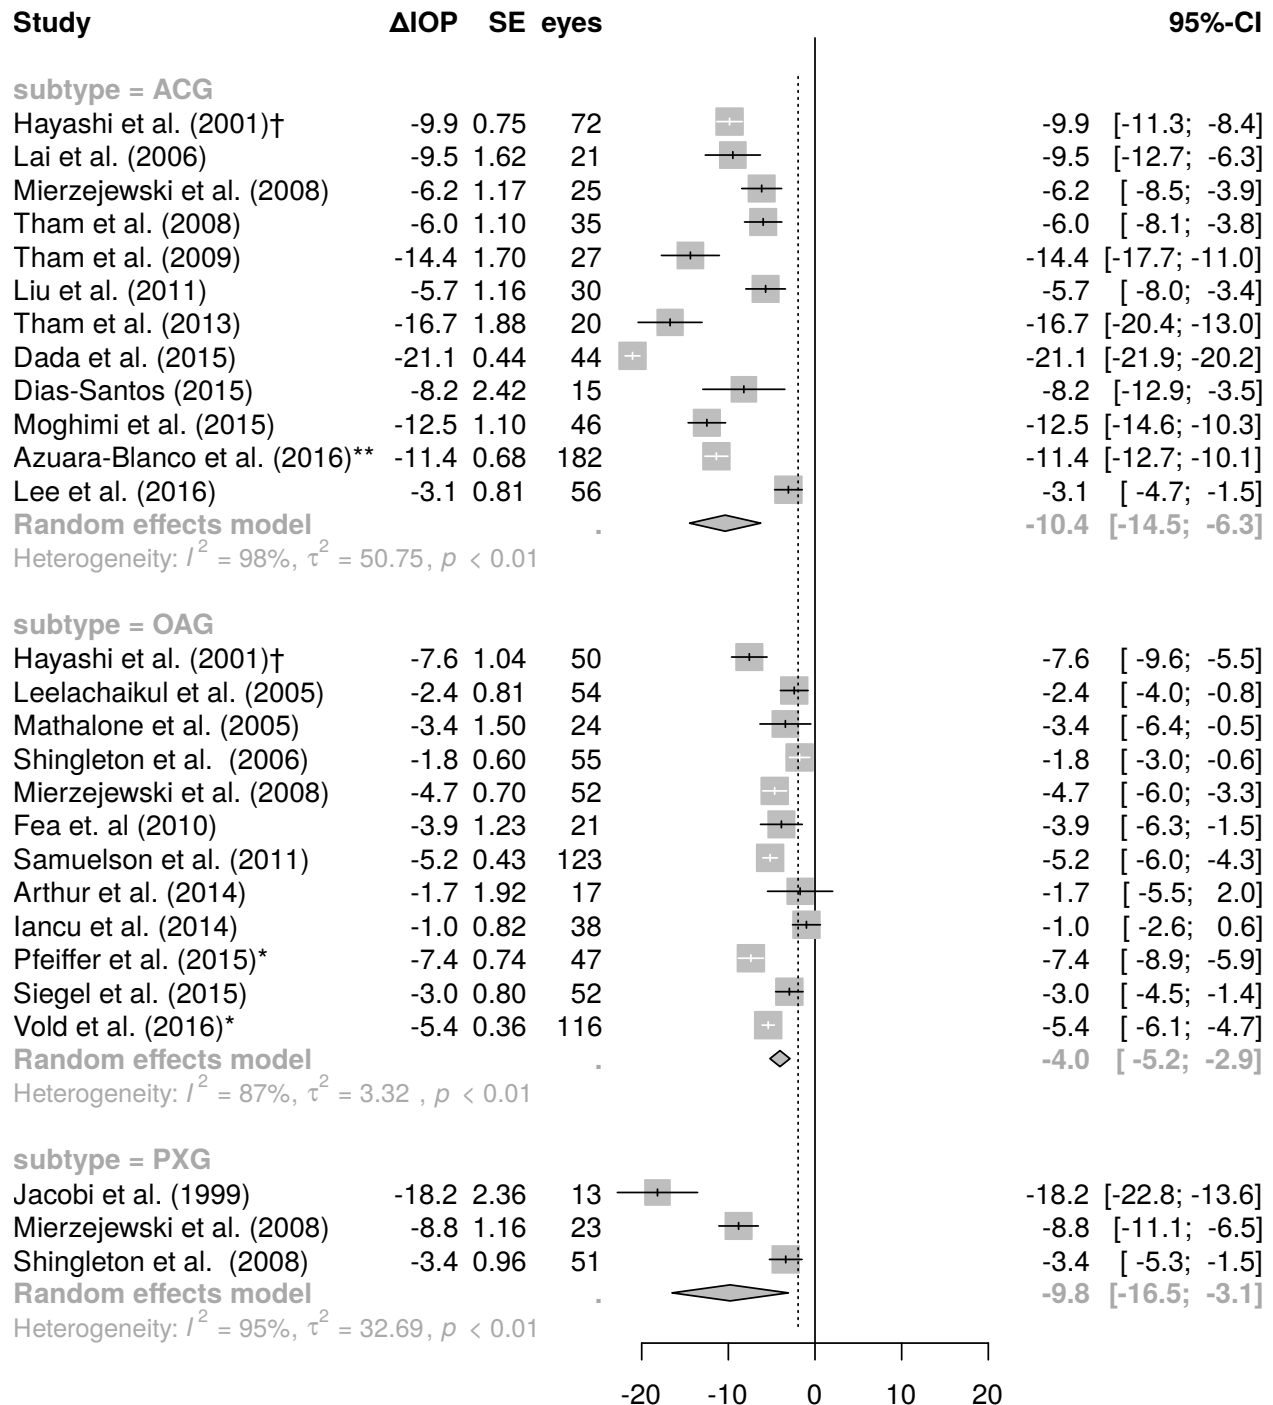 Study ΔIOP SE eyes 95%-CI
subtype = ACG
Hayashi et al. (2001)† -9.9 0.75 72 -9.9 [-11.3; -8.4]
Lai et al. (2006) -9.5 1.62 21 -9.5 [-12.7; -6.3]
Mierzejewski et al. (2008) -6.2 1.17 25 -6.2 [ -8.5; -3.9]
Tham et al. (2008) -6.0 1.10 35 -6.0 [ -8.1; -3.8]
Tham et al. (2009) -14.4 1.70 27 -14.4 [-17.7; -11.0]
Liu et al. (2011) -5.7 1.16 30 -5.7 [ -8.0; -3.4]
Tham et al. (2013) -16.7 1.88 20 -16.7 [-20.4; -13.0]
Dada et al. (2015) -21.1 0.44 44 -21.1 [-21.9; -20.2]
Dias-Santos (2015) -8.2 2.42 15 -8.2 [-12.9; -3.5]
Moghimi et al. (2015) -12.5 1.10 46 -12.5 [-14.6; -10.3]
Azuara-Blanco et al. (2016)** -11.4 0.68 182 -11.4 [-12.7; -10.1]
Lee et al. (2016) -3.1 0.81 56 -3.1 [ -4.7; -1.5]
Random effects model . -10.4 [-14.5; -6.3]
Heterogeneity: I² = 98%, τ² = 50.75, p < 0.01
subtype = OAG
Hayashi et al. (2001)† -7.6 1.04 50 -7.6 [ -9.6; -5.5]
Leelachaikul et al. (2005) -2.4 0.81 54 -2.4 [ -4.0; -0.8]
Mathalone et al. (2005) -3.4 1.50 24 -3.4 [ -6.4; -0.5]
Shingleton et al. (2006) -1.8 0.60 55 -1.8 [ -3.0; -0.6]
Mierzejewski et al. (2008) -4.7 0.70 52 -4.7 [ -6.0; -3.3]
Fea et. al (2010) -3.9 1.23 21 -3.9 [ -6.3; -1.5]
Samuelson et al. (2011) -5.2 0.43 123 -5.2 [ -6.0; -4.3]
Arthur et al. (2014) -1.7 1.92 17 -1.7 [ -5.5; 2.0]
Iancu et al. (2014) -1.0 0.82 38 -1.0 [ -2.6; 0.6]
Pfeiffer et al. (2015)* -7.4 0.74 47 -7.4 [ -8.9; -5.9]
Siegel et al. (2015) -3.0 0.80 52 -3.0 [ -4.5; -1.4]
Vold et al. (2016)* -5.4 0.36 116 -5.4 [ -6.1; -4.7]
Random effects model . -4.0 [ -5.2; -2.9]
Heterogeneity: I² = 87%, τ² = 3.32 , p < 0.01
subtype = PXG
Jacobi et al. (1999) -18.2 2.36 13 -18.2 [-22.8; -13.6]
Mierzejewski et al. (2008) -8.8 1.16 23 -8.8 [-11.1; -6.5]
Shingleton et al. (2008) -3.4 0.96 51 -3.4 [ -5.3; -1.5]
Random effects model . -9.8 [-16.5; -3.1]
Heterogeneity: I² = 95%, τ² = 32.69, p < 0.01
-20 -10 0 10 20